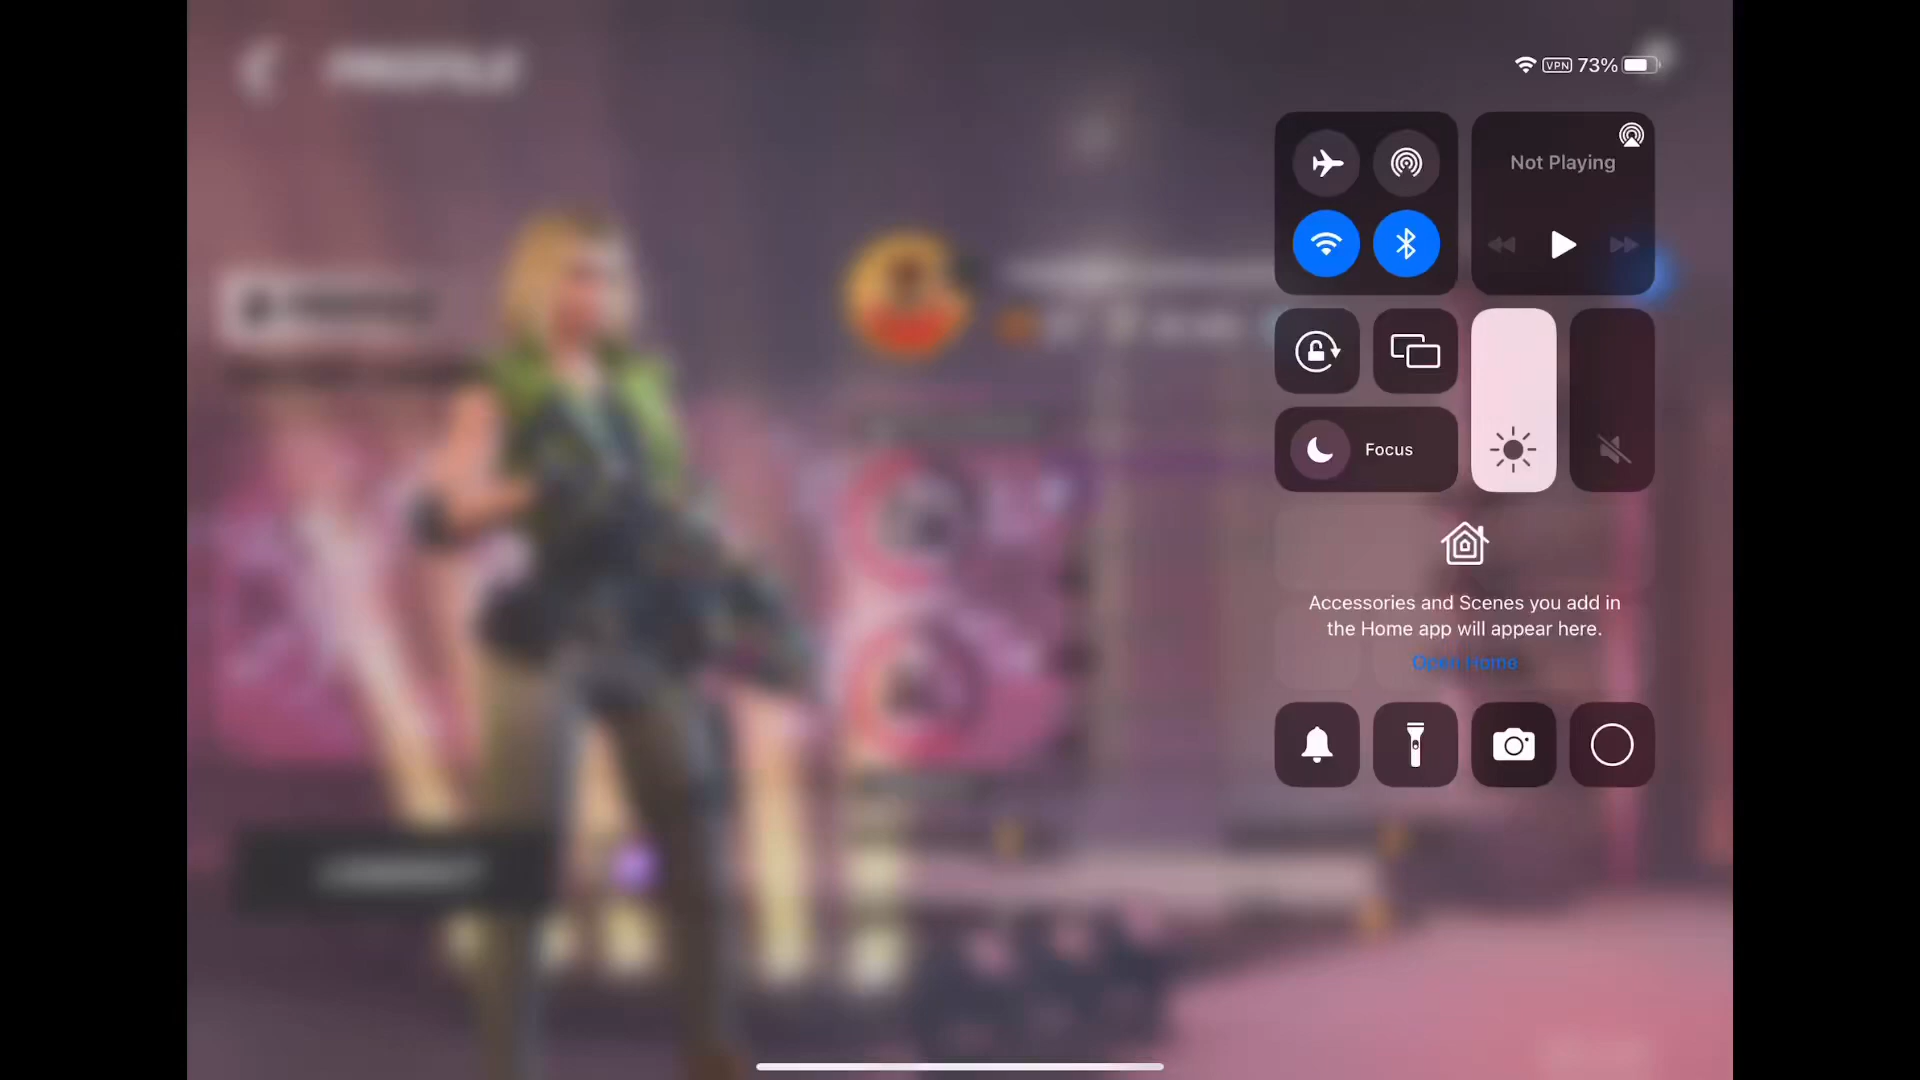 VPN 73%
Not Playing
Focus
Accessories and Scenes you add in
the Home app will appear here.
Open Home